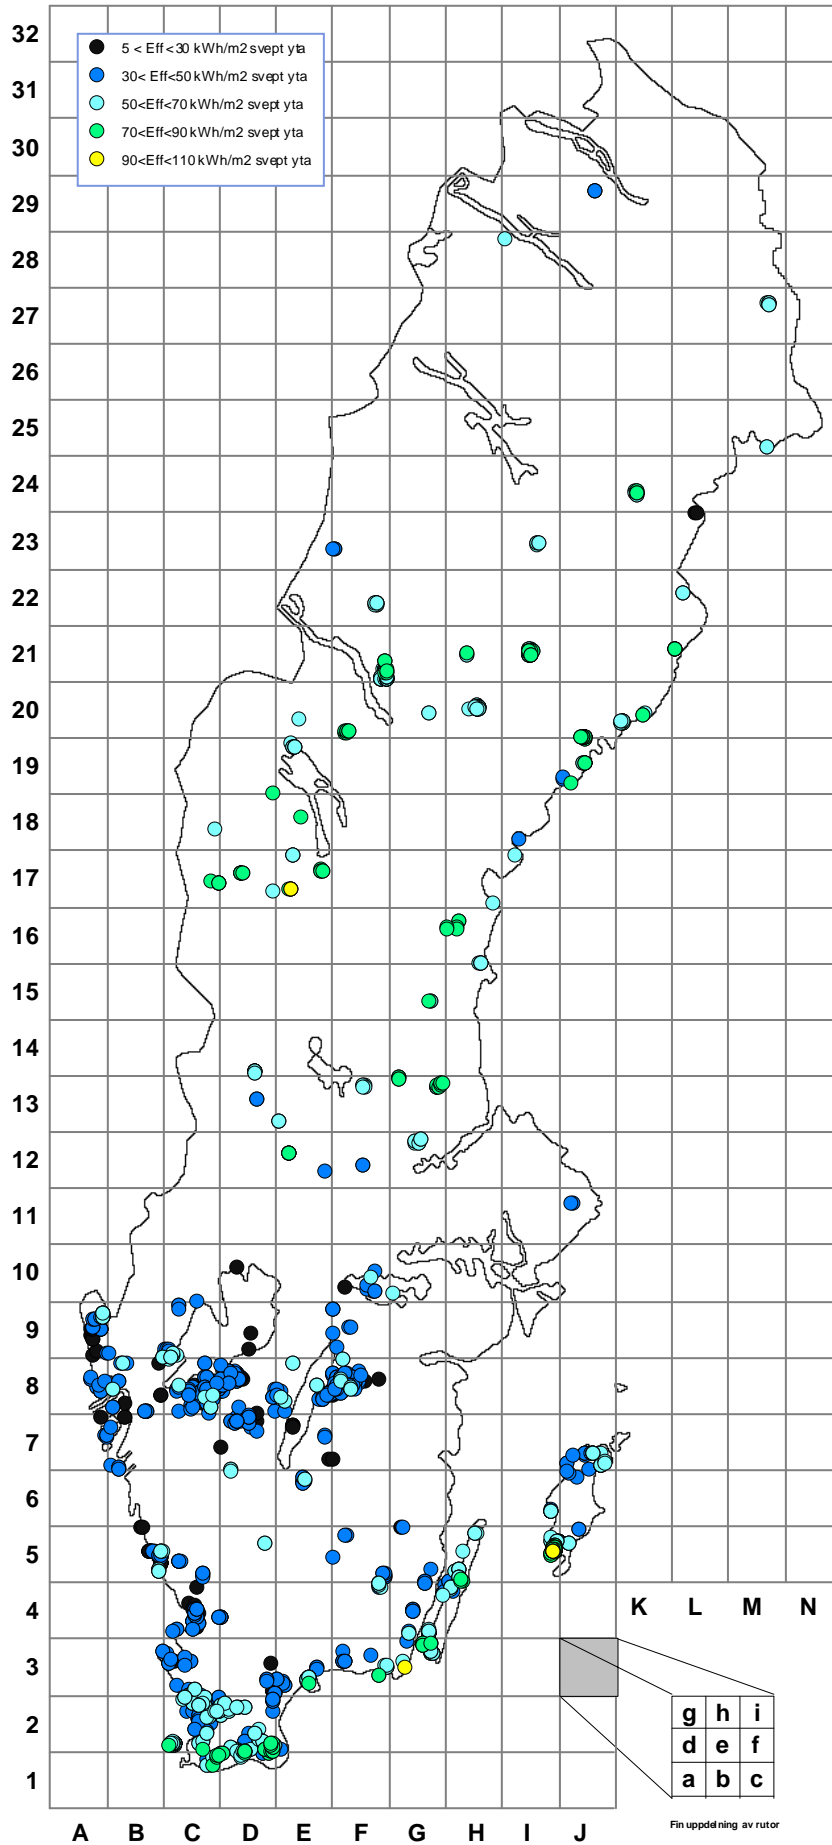 32
5 < Eff<30 kWh/m2 svept yta
30< Eff<50 kWh/m2 svept yta
31
50<Eff<70 kWh/m2 svept yta
70<Eff<90 kWh/m2 svept yta
30
90<Eff<110 kWh/m2 svept yta
29
28
27
26
25
24
23
22
21
20
19
18
17
16
15
14
13
12
11
10
9
8
7
6
5
4
K L M N
3
g h i
2
d e f
a b c
1
Fin uppdelning av rutor
A B C D E F G H I J